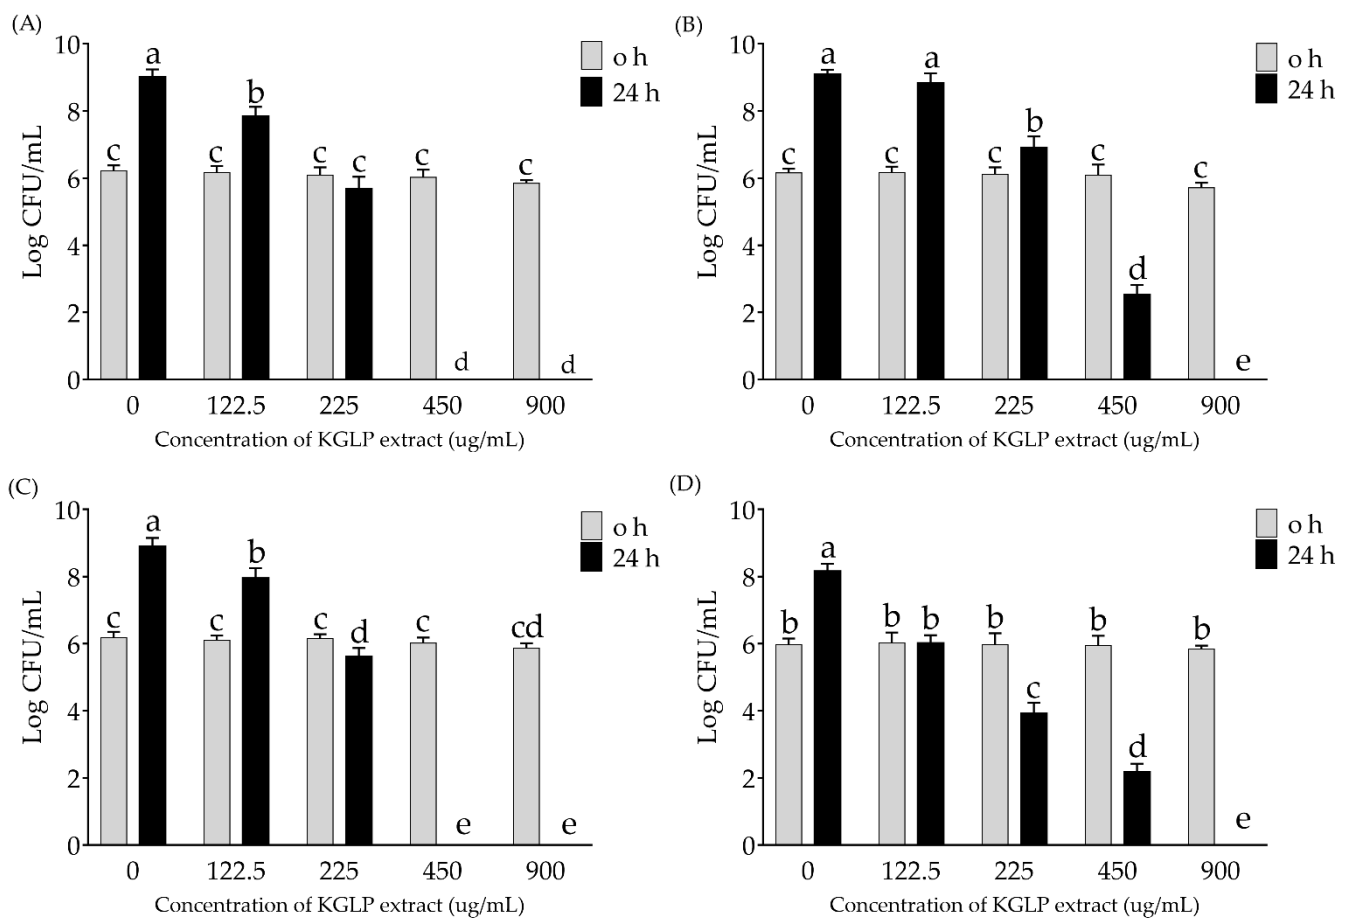 (A)
10
8
6
4
2
0
Log CFU/mL
c a c b c c c d c d
o h
24 h
0 122.5 225 450 900
Concentration of KGLP extract (ug/mL)
(B)
10
8
6
4
2
0
Log CFU/mL
c a c a c b c d c e
o h
24 h
0 122.5 225 450 900
Concentration of KGLP extract (ug/mL)
(C)
10
8
6
4
2
0
Log CFU/mL
c a c b c d c e cd e
o h
24 h
0 122.5 225 450 900
Concentration of KGLP extract (ug/mL)
(D)
10
8
6
4
2
0
Log CFU/mL
b a b b b c b d b e
o h
24 h
0 122.5 225 450 900
Concentration of KGLP extract (ug/mL)